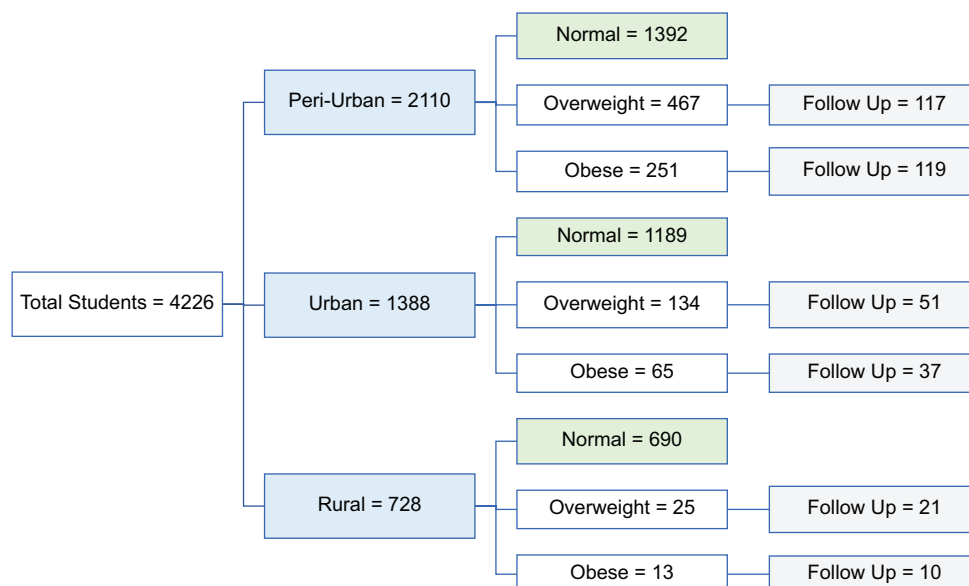 Total Students = 4226
Peri-Urban = 2110
Normal = 1392
Overweight = 467
Follow Up = 117
Obese = 251
Follow Up = 119
Urban = 1388
Normal = 1189
Overweight = 134
Follow Up = 51
Obese = 65
Follow Up = 37
Rural = 728
Normal = 690
Overweight = 25
Follow Up = 21
Obese = 13
Follow Up = 10